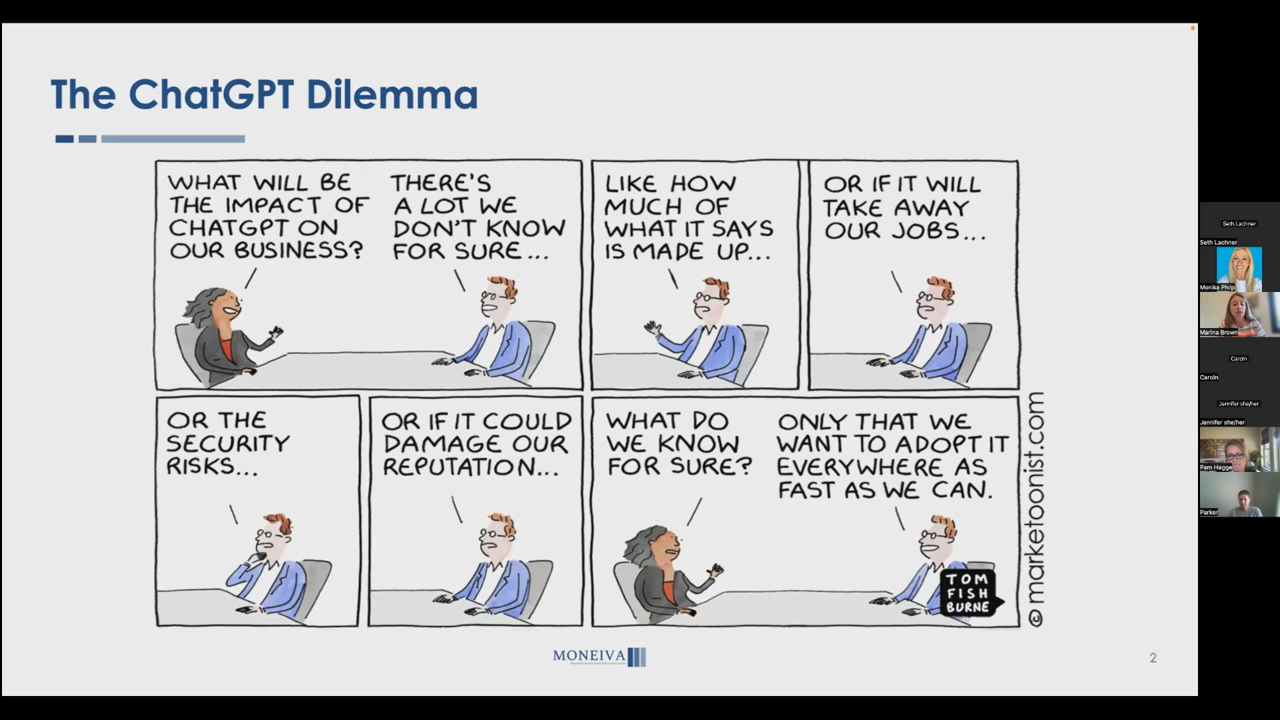 The ChatGPT Dilemma
WHAT WILL BE
THE IMPACT OF
CHATGPT ON
OUR BUSINESS?
THERE'S
A LOT WE
DON'T KNOW
FOR SURE...
LIKE HOW
MUCH OF
WHAT IT SAYS
IS MADE UP...
OR IF IT WILL
TAKE AWAY
OUR JOBS...
OR THE
SECURITY
RISKS...
OR IF IT COULD
DAMAGE OUR
REPUTATION...
WHAT DO
WE KNOW
FOR SURE?
ONLY THAT WE
WANT TO ADOPT IT
EVERYWHERE AS
FAST AS WE CAN.
TOM
FISH
BURNE
© marketoonist.com
MONEIVA
2
Seth Lachner
Seth Lachner
Monika Philp
Marina Brown
Caroln
Caroln
Jennifer she/her
Jennifer she/her
Pam Hagge
Parker